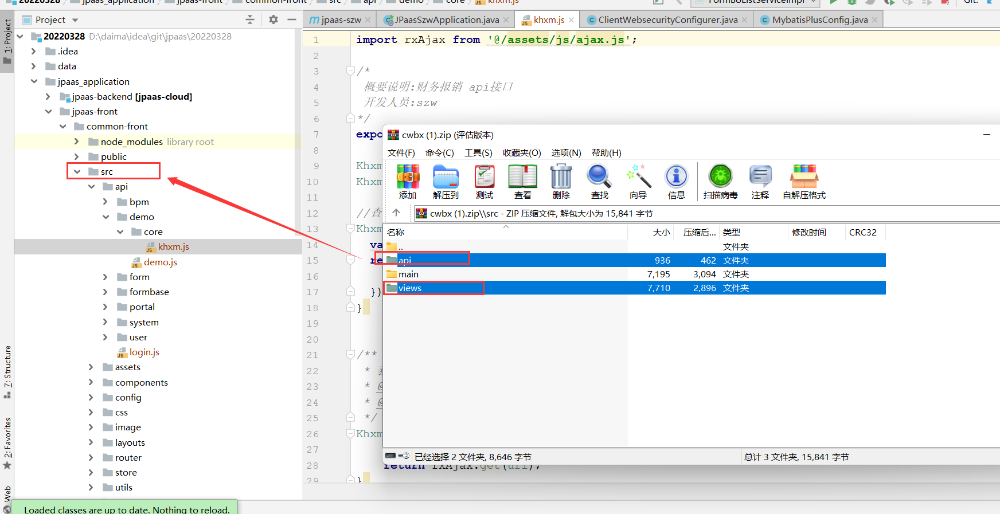 20220328 jpaas_application jpaas-front common-front src api demo core khxm.js FormBoListServiceImpl Git:
Project
jpaas-szw JPaasSzwApplication.java khxm.js ClientWebsecurityConfigurer.java MybatisPlusConfig.java
1: Project
7: Structure
2: Favorites
Web
20220328 D:\daima\idea\git\jpaas\20220328
.idea
data
jpaas_application
jpaas-backend [jpaas-cloud]
jpaas-front
common-front
node_modules library root
public
src
api
bpm
demo
core
khxm.js
demo.js
form
formbase
portal
system
user
login.js
assets
components
config
css
image
layouts
router
store
utils
Loaded classes are up to date. Nothing to reload.
1 import rxAjax from '@/assets/js/ajax.js';
2
3 /*
4 概要说明:财务报销 api接口
5 开发人员:szw
6 */
7 expo
8
9 Khxm
10 Khxm
11
12 //查
13 Khxm
14 va
15 re
16
17 })
18 }
19
20
21 /**
22 *
23 * @
24 * @
25 */
26 Khxm
27
28 return rxAjax.get(url);
29 }
cwbx (1).zip (评估版本)
文件(F) 命令(C) 工具(S) 收藏夹(O) 选项(N) 帮助(H)
添加 解压到 测试 查看 删除 查找 向导 信息 扫描病毒 注释 自解压格式
cwbx (1).zip\\src - ZIP 压缩文件, 解包大小为 15,841 字节
名称 大小 压缩后... 类型 修改时间 CRC32
.. 文件夹
api 936 462 文件夹
main 7,195 3,094 文件夹
views 7,710 2,896 文件夹
已经选择 2 文件夹, 8,646 字节
总计 3 文件夹, 15,841 字节